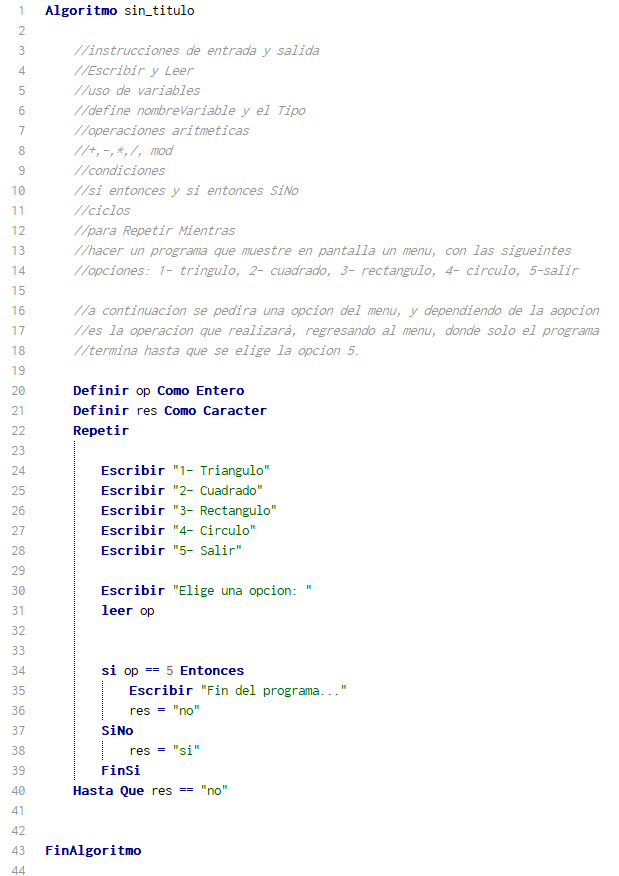 1 Algoritmo sin_titulo
2
3 //instrucciones de entrada y salida
4 //Escribir y Leer
5 //uso de variables
6 //define nombreVariable y el Tipo
7 //operaciones aritmeticas
8 //+,-,*,/, mod
9 //condiciones
10 //si entonces y si entonces SiNo
11 //ciclos
12 //para Repetir Mientras
13 //hacer un programa que muestre en pantalla un menu, con las sigueintes
14 //opciones: 1- tringulo, 2- cuadrado, 3- rectangulo, 4- circulo, 5-salir
15
16 //a continuacion se pedira una opcion del menu, y dependiendo de la aopcion
17 //es la operacion que realizará, regresando al menu, donde solo el programa
18 //termina hasta que se elige la opcion 5.
19
20 Definir op Como Entero
21 Definir res Como Caracter
22 Repetir
23
24 Escribir "1- Triangulo"
25 Escribir "2- Cuadrado"
26 Escribir "3- Rectangulo"
27 Escribir "4- Circulo"
28 Escribir "5- Salir"
29
30 Escribir "Elige una opcion: "
31 leer op
32
33
34 si op == 5 Entonces
35 Escribir "Fin del programa..."
36 res = "no"
37 SiNo
38 res = "si"
39 FinSi
40 Hasta Que res == "no"
41
42
43 FinAlgoritmo
44